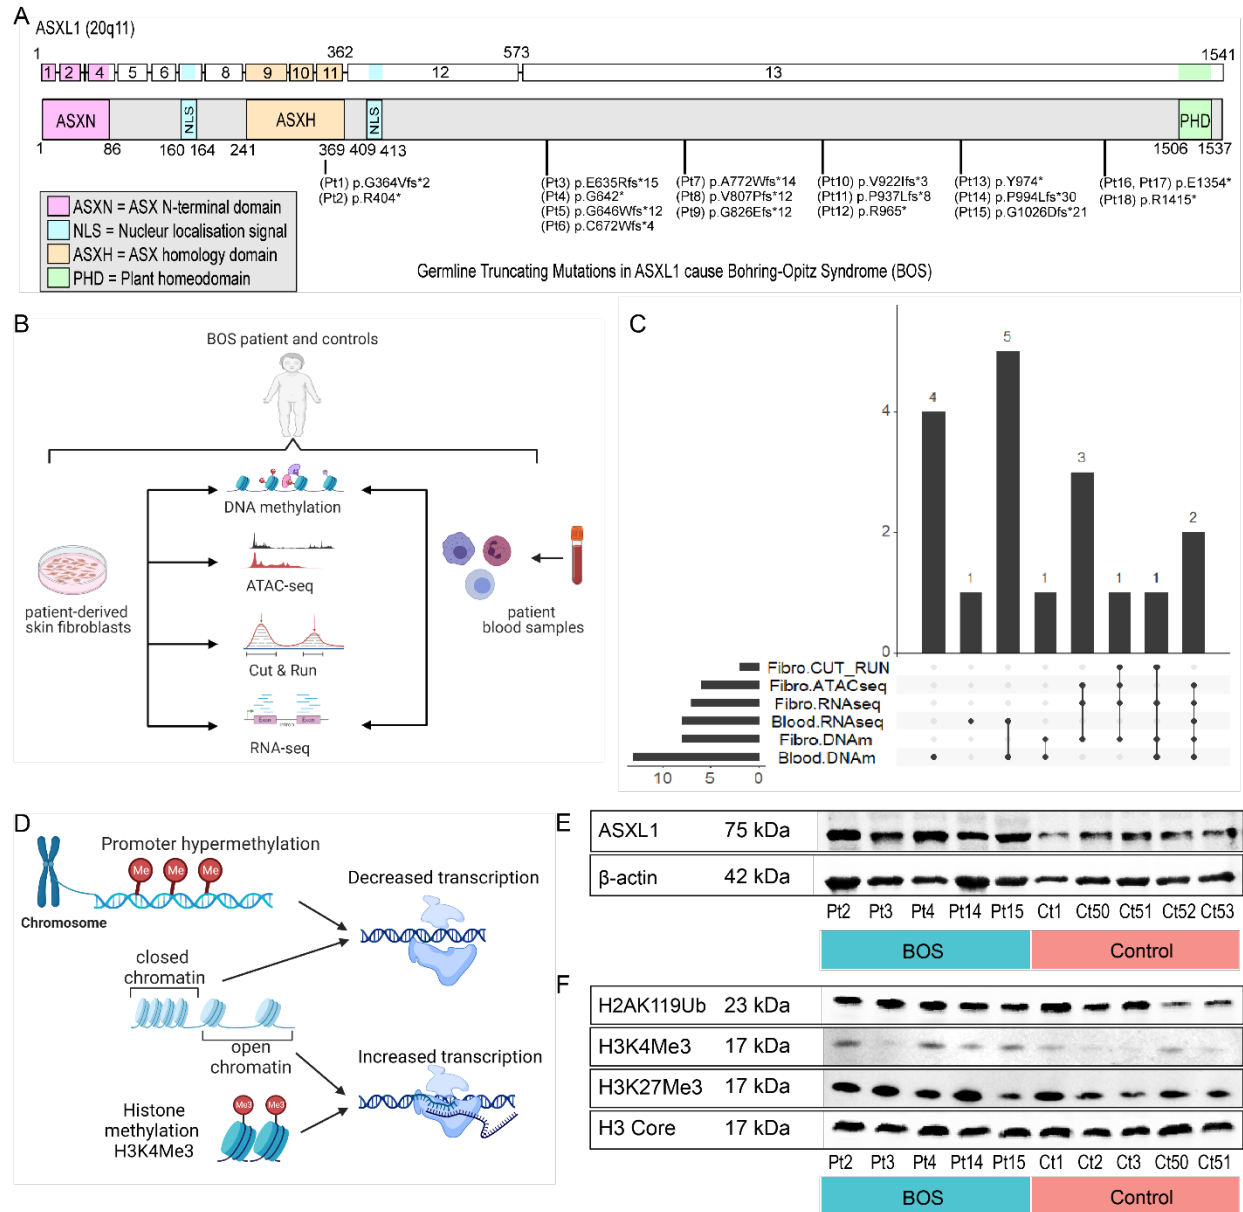 A
ASXL1 (20q11)
1 362 573 1541
1 2 4 5 6 8 9 10 11 12 13
ASXN NLS ASXH NLS PHD
1 86 160 164 241 369 409 413 1506 1537
(Pt1) p.G364Vfs*2
(Pt2) p.R404*
(Pt3) p.E635Rfs*15
(Pt4) p.G642*
(Pt5) p.G646Wfs*12
(Pt6) p.C672Wfs*4
(Pt7) p.A772Wfs*14
(Pt8) p.V807Pfs*12
(Pt9) p.G826Efs*12
(Pt10) p.V922Ifs*3
(Pt11) p.P937Lfs*8
(Pt12) p.R965*
(Pt13) p.Y974*
(Pt14) p.P994Lfs*30
(Pt15) p.G1026Dfs*21
(Pt16, Pt17) p.E1354*
(Pt18) p.R1415*
ASXN = ASX N-terminal domain
NLS = Nucleur localisation signal
ASXH = ASX homology domain
PHD = Plant homeodomain
Germline Truncating Mutations in ASXL1 cause Bohring-Opitz Syndrome (BOS)
B
BOS patient and controls
DNA methylation
ATAC-seq
Cut & Run
Exon Intron Exon
RNA-seq
patient-derived
skin fibroblasts
patient
blood samples
C
4 1 5 1 3 1 1 2
4
2
0
Fibro.CUT_RUN
Fibro.ATACseq
Fibro.RNAseq
Blood.RNAseq
Fibro.DNAm
Blood.DNAm
10 5 0
D
Promoter hypermethylation
Me Me Me
Chromosome
Decreased transcription
closed
chromatin
open
chromatin
Increased transcription
Me3 Me3
Histone
methylation
H3K4Me3
E
ASXL1 75 kDa
β-actin 42 kDa
Pt2 Pt3 Pt4 Pt14 Pt15 Ct1 Ct50 Ct51 Ct52 Ct53
BOS Control
F
H2AK119Ub 23 kDa
H3K4Me3 17 kDa
H3K27Me3 17 kDa
H3 Core 17 kDa
Pt2 Pt3 Pt4 Pt14 Pt15 Ct1 Ct2 Ct3 Ct50 Ct51
BOS Control